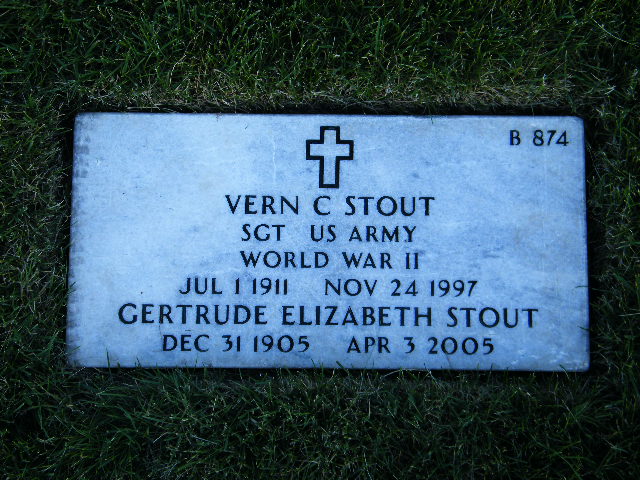 B 874
VERN C STOUT
SGT US ARMY
WORLD WAR II
JUL 1 1911 NOV 24 1997
GERTRUDE ELIZABETH STOUT
DEC 31 1905 APR 3 2005